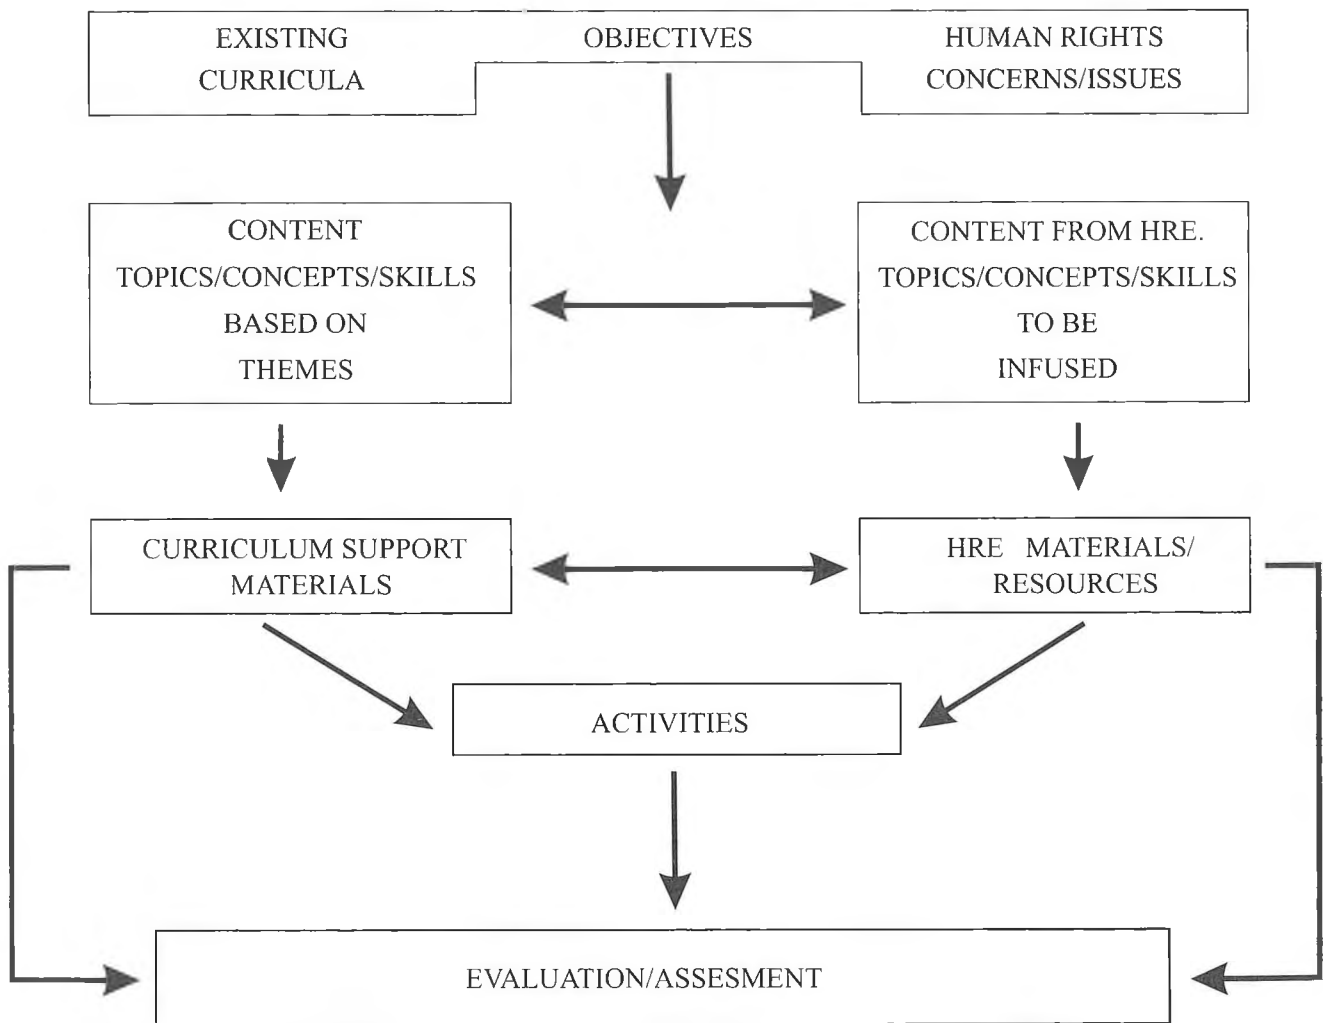 EXISTING
CURRICULA
OBJECTIVES
HUMAN RIGHTS
CONCERNS/ISSUES
CONTENT
TOPICS/CONCEPTS/SKILLS
BASED ON
THEMES
CONTENT FROM HRE.
TOPICS/CONCEPTS/SKILLS
TO BE
INFUSED
CURRICULUM SUPPORT
MATERIALS
HRE MATERIALS/
RESOURCES
ACTIVITIES
EVALUATION/ASSESMENT